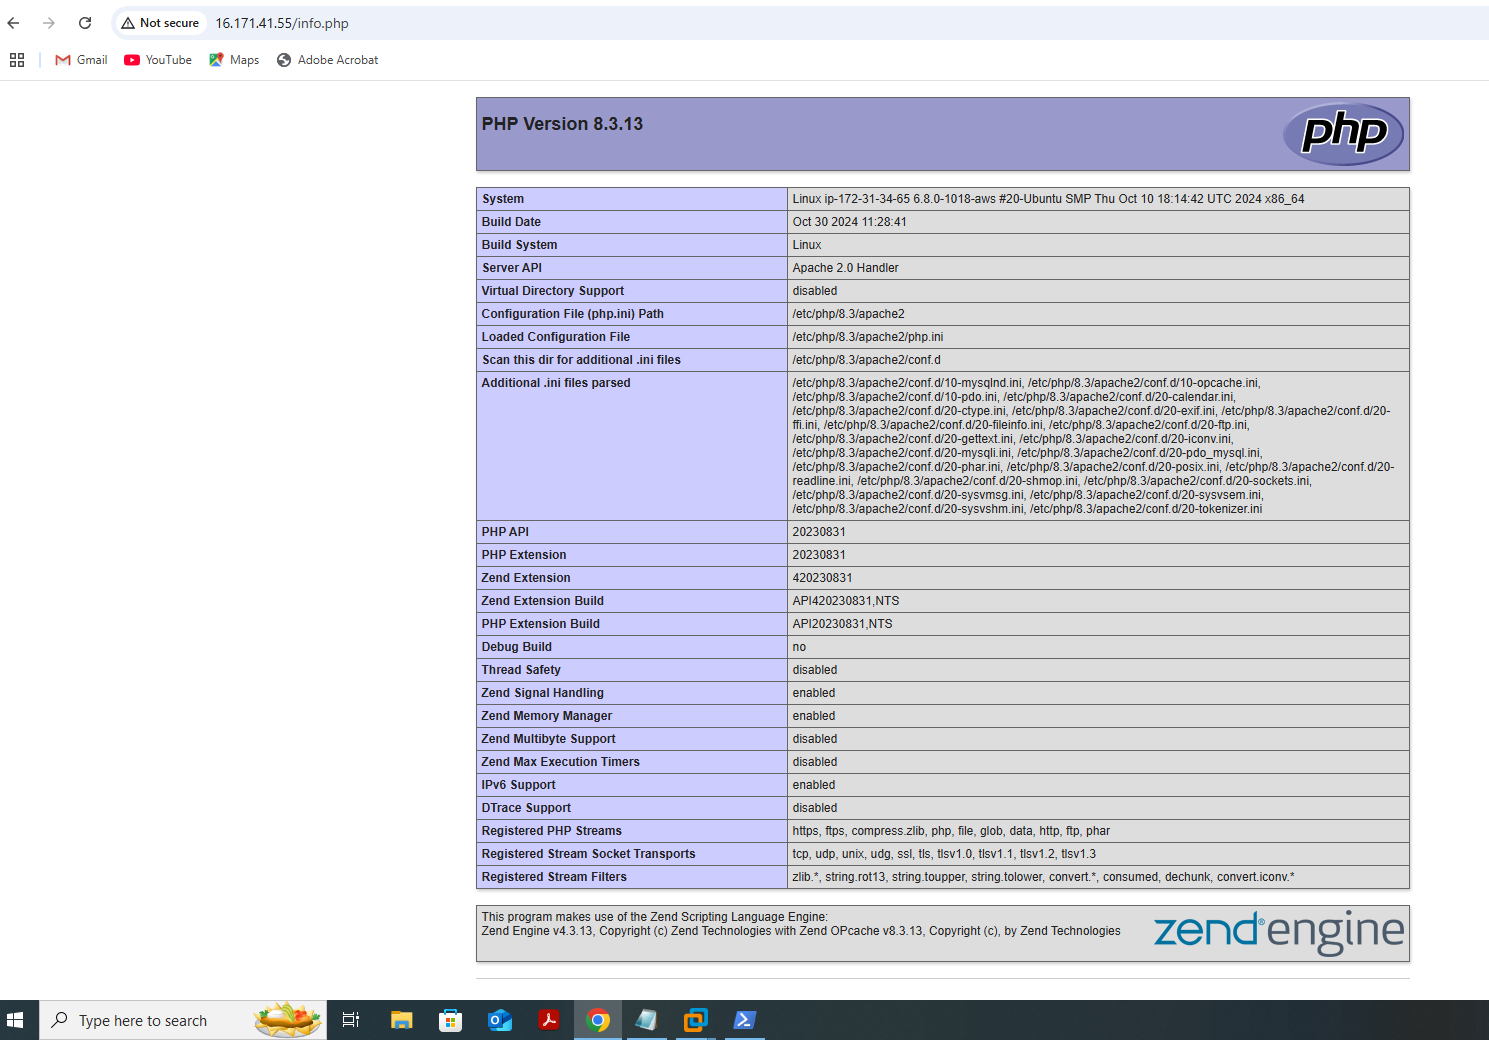 Not secure 16.171.41.55/info.php
Gmail YouTube Maps Adobe Acrobat
PHP Version 8.3.13
php
System Linux ip-172-31-34-65 6.8.0-1018-aws #20-Ubuntu SMP Thu Oct 10 18:14:42 UTC 2024 x86_64
Build Date Oct 30 2024 11:28:41
Build System Linux
Server API Apache 2.0 Handler
Virtual Directory Support disabled
Configuration File (php.ini) Path /etc/php/8.3/apache2
Loaded Configuration File /etc/php/8.3/apache2/php.ini
Scan this dir for additional .ini files /etc/php/8.3/apache2/conf.d
Additional .ini files parsed /etc/php/8.3/apache2/conf.d/10-mysqlnd.ini, /etc/php/8.3/apache2/conf.d/10-opcache.ini,
/etc/php/8.3/apache2/conf.d/10-pdo.ini, /etc/php/8.3/apache2/conf.d/20-calendar.ini,
/etc/php/8.3/apache2/conf.d/20-ctype.ini, /etc/php/8.3/apache2/conf.d/20-exif.ini, /etc/php/8.3/apache2/conf.d/20-
ffi.ini, /etc/php/8.3/apache2/conf.d/20-fileinfo.ini, /etc/php/8.3/apache2/conf.d/20-ftp.ini,
/etc/php/8.3/apache2/conf.d/20-gettext.ini, /etc/php/8.3/apache2/conf.d/20-iconv.ini,
/etc/php/8.3/apache2/conf.d/20-mysqli.ini, /etc/php/8.3/apache2/conf.d/20-pdo_mysql.ini,
/etc/php/8.3/apache2/conf.d/20-phar.ini, /etc/php/8.3/apache2/conf.d/20-posix.ini, /etc/php/8.3/apache2/conf.d/20-
readline.ini, /etc/php/8.3/apache2/conf.d/20-shmop.ini, /etc/php/8.3/apache2/conf.d/20-sockets.ini,
/etc/php/8.3/apache2/conf.d/20-sysvmsg.ini, /etc/php/8.3/apache2/conf.d/20-sysvsem.ini,
/etc/php/8.3/apache2/conf.d/20-sysvshm.ini, /etc/php/8.3/apache2/conf.d/20-tokenizer.ini
PHP API 20230831
PHP Extension 20230831
Zend Extension 420230831
Zend Extension Build API420230831,NTS
PHP Extension Build API20230831,NTS
Debug Build no
Thread Safety disabled
Zend Signal Handling enabled
Zend Memory Manager enabled
Zend Multibyte Support disabled
Zend Max Execution Timers disabled
IPv6 Support enabled
DTrace Support disabled
Registered PHP Streams https, ftps, compress.zlib, php, file, glob, data, http, ftp, phar
Registered Stream Socket Transports tcp, udp, unix, udg, ssl, tls, tlsv1.0, tlsv1.1, tlsv1.2, tlsv1.3
Registered Stream Filters zlib.*, string.rot13, string.toupper, string.tolower, convert.*, consumed, dechunk, convert.iconv.*
This program makes use of the Zend Scripting Language Engine:
Zend Engine v4.3.13, Copyright (c) Zend Technologies with Zend OPcache v8.3.13, Copyright (c), by Zend Technologies
zend®engine
Type here to search